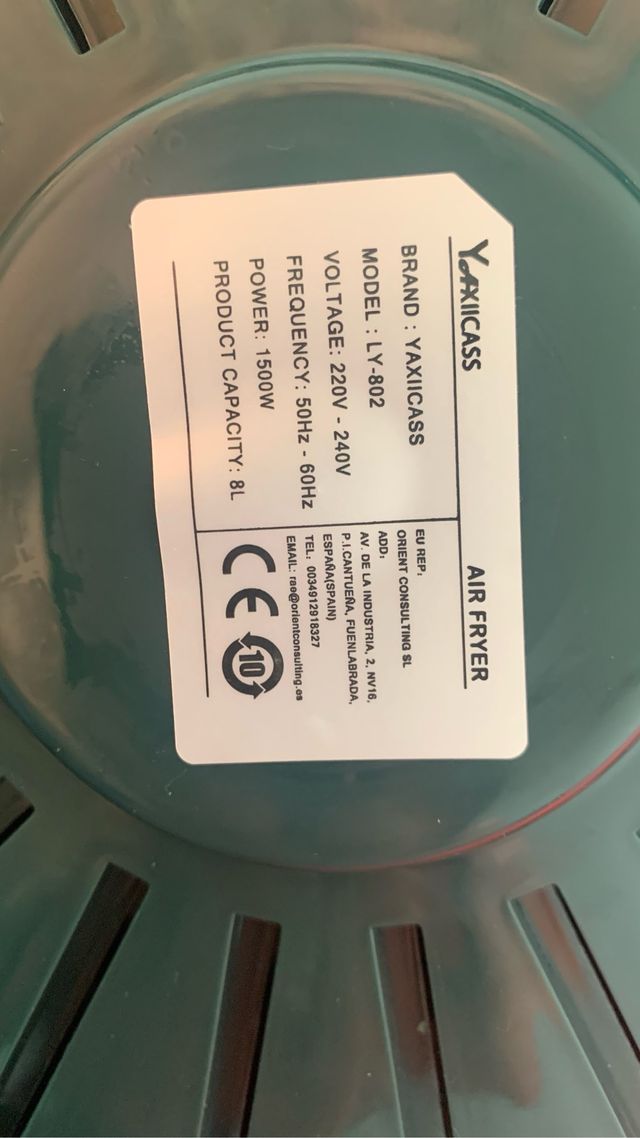 YAXIICASS
AIR FRYER
BRAND : YAXIICASS
MODEL : LY-802
VOLTAGE: 220V - 240V
FREQUENCY: 50Hz - 60Hz
POWER: 1500W
PRODUCT CAPACITY: 8L
EU REP:
ORIENT CONSULTING SL
ADD:
AV. DE LA INDUSTRIA, 2, NV16,
P.I.CANTUEÑA, FUENLABRADA,
ESPAÑA(SPAIN)
TEL: 0034912918327
EMAIL: rae@orientconsulting.es
CE
10